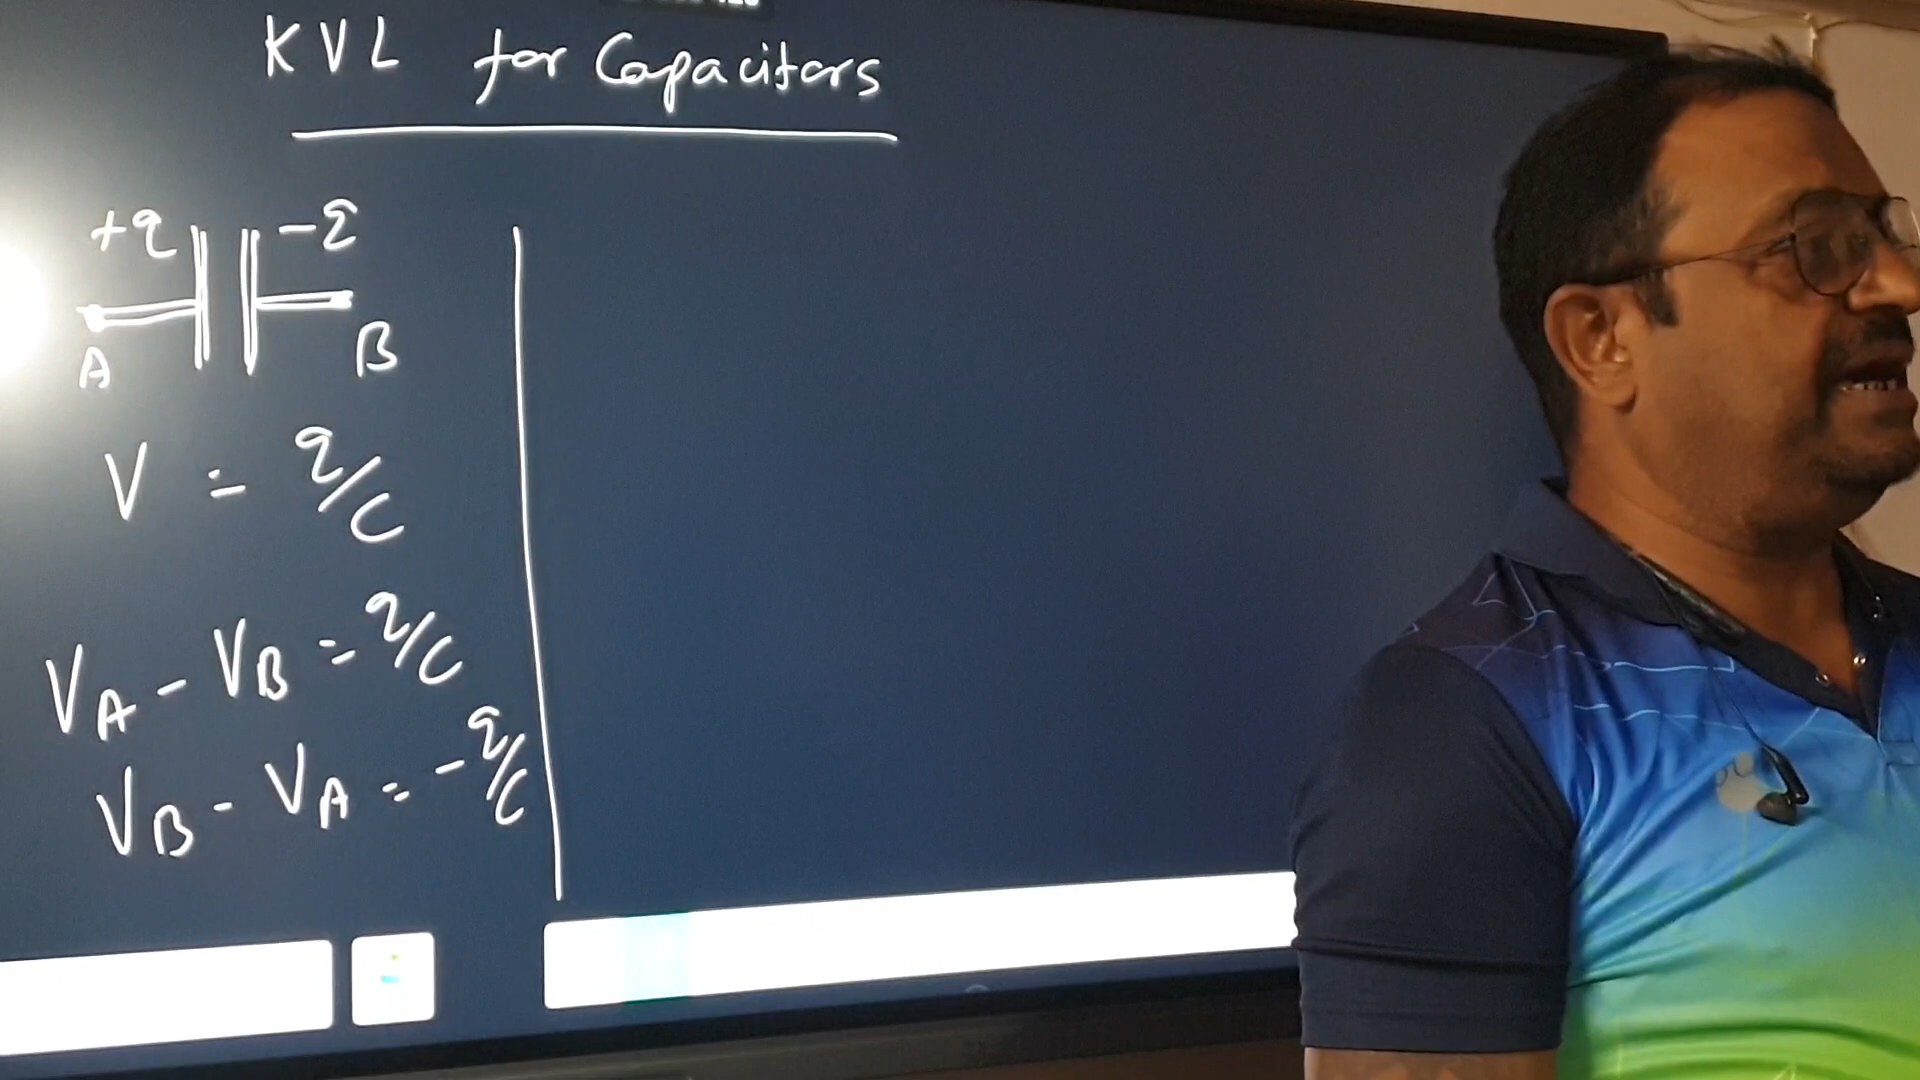 KVL for Capacitors
+q -q
A B
V = q/C
VA - VB = q/C
VB - VA = - q/C